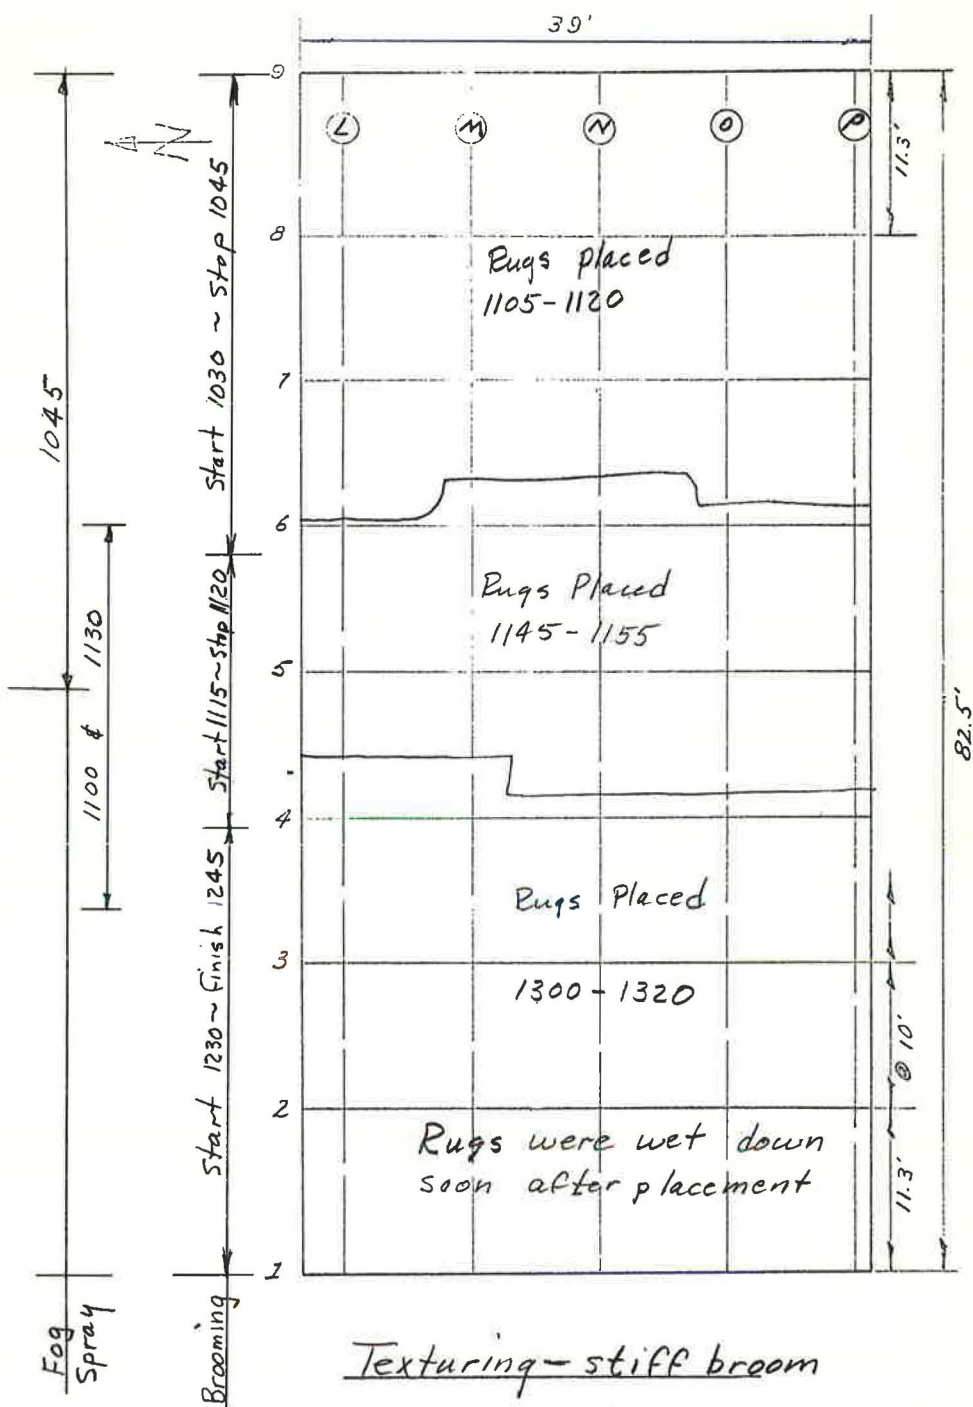 39'
9
L M N O P
N
11.3'
8
Start 1030 ~ Stop 1045
Rugs placed
1105-1120
7
1045
6
Rugs Placed
1145-1155
Start 1115 ~ Stop 1120
5
1100 & 1130
82.5'
4
Start 1230 ~ Finish 1245
Rugs Placed
3
1300-1320
@ 10'
2
Rugs were wet down
soon after placement
11.3'
1
Fog
Spray
Brooming
Texturing - stiff broom